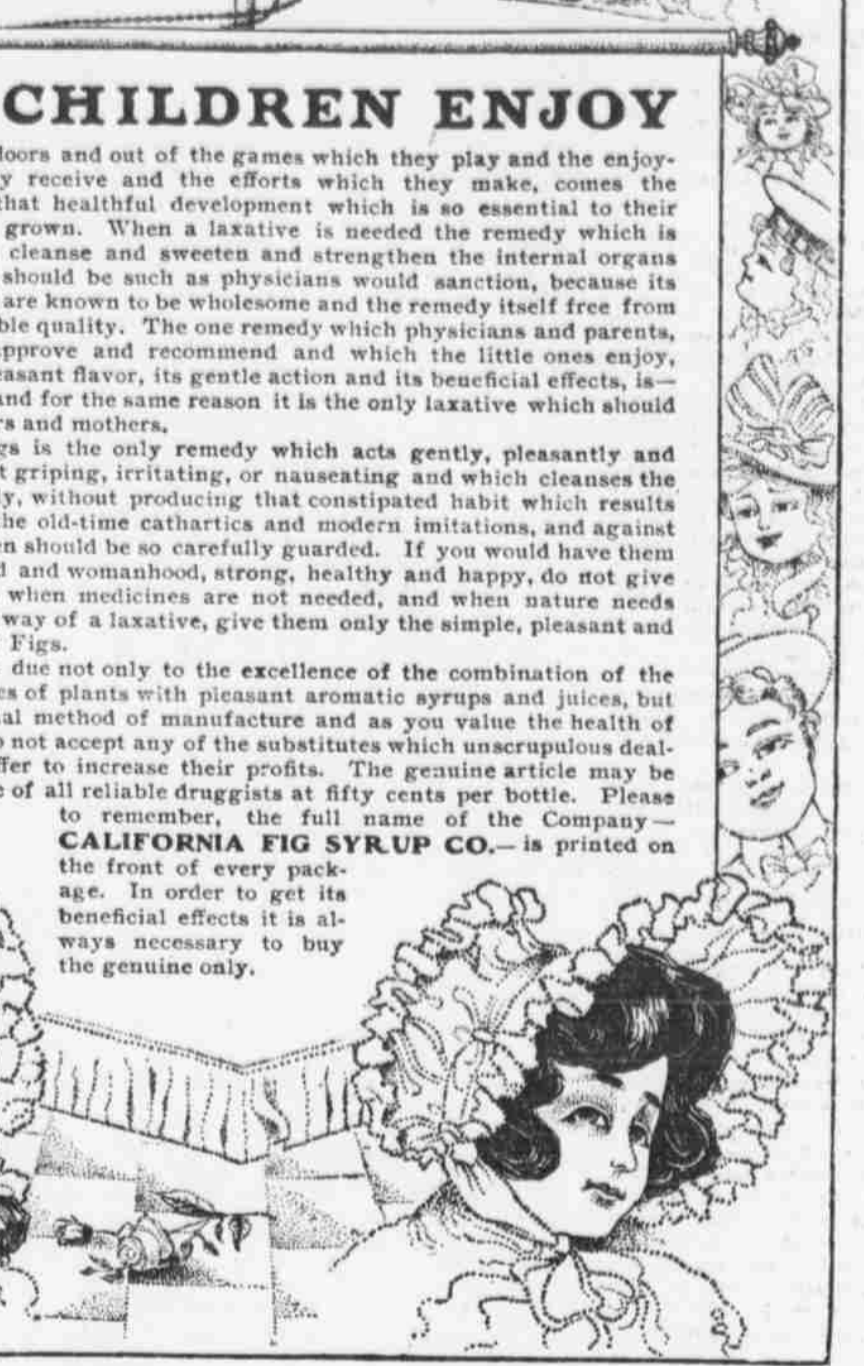 CHILDREN ENJOY
loors and out of the games which they play and the enjoy-
y receive and the efforts which they make, comes the
that healthful development which is so essential to their
grown. When a laxative is needed the remedy which is
cleanse and sweeten and strengthen the internal organs
should be such as physicians would sanction, because its
are known to be wholesome and the remedy itself free from
ble quality. The one remedy which physicians and parents,
pprove and recommend and which the little ones enjoy,
easant flavor, its gentle action and its beneficial effects, is—
and for the same reason it is the only laxative which should
rs and mothers.
gs is the only remedy which acts gently, pleasantly and
t griping, irritating, or nauseating and which cleanses the
ly, without producing that constipated habit which results
he old-time cathartics and modern imitations, and against
n should be so carefully guarded. If you would have them
d and womanhood, strong, healthy and happy, do not give
when medicines are not needed, and when nature needs
way of a laxative, give them only the simple, pleasant and
Figs.
due not only to the excellence of the combination of the
es of plants with pleasant aromatic syrups and juices, but
al method of manufacture and as you value the health of
o not accept any of the substitutes which unscrupulous deal-
ffer to increase their profits. The genuine article may be
e of all reliable druggists at fifty cents per bottle. Please
to remember, the full name of the Company—
CALIFORNIA FIG SYRUP CO.—is printed on
the front of every pack-
age. In order to get its
beneficial effects it is al-
ways necessary to buy
the genuine only.